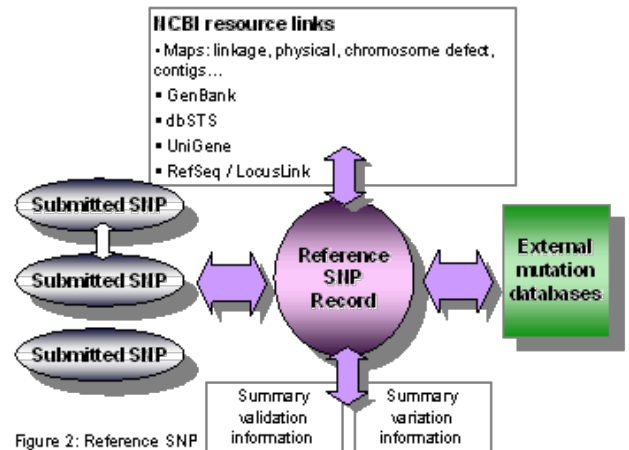 NCBI resource links
• Maps: linkage, physical, chromosome defect,
contigs...
▪ GenBank
▪ dbSTS
▪ UniGene
▪ RefSeq / LocusLink
Submitted SNP
Submitted SNP
Submitted SNP
Reference
SNP
Record
External
mutation
databases
Summary
validation
information
Summary
variation
information
Figure 2: Reference SNP